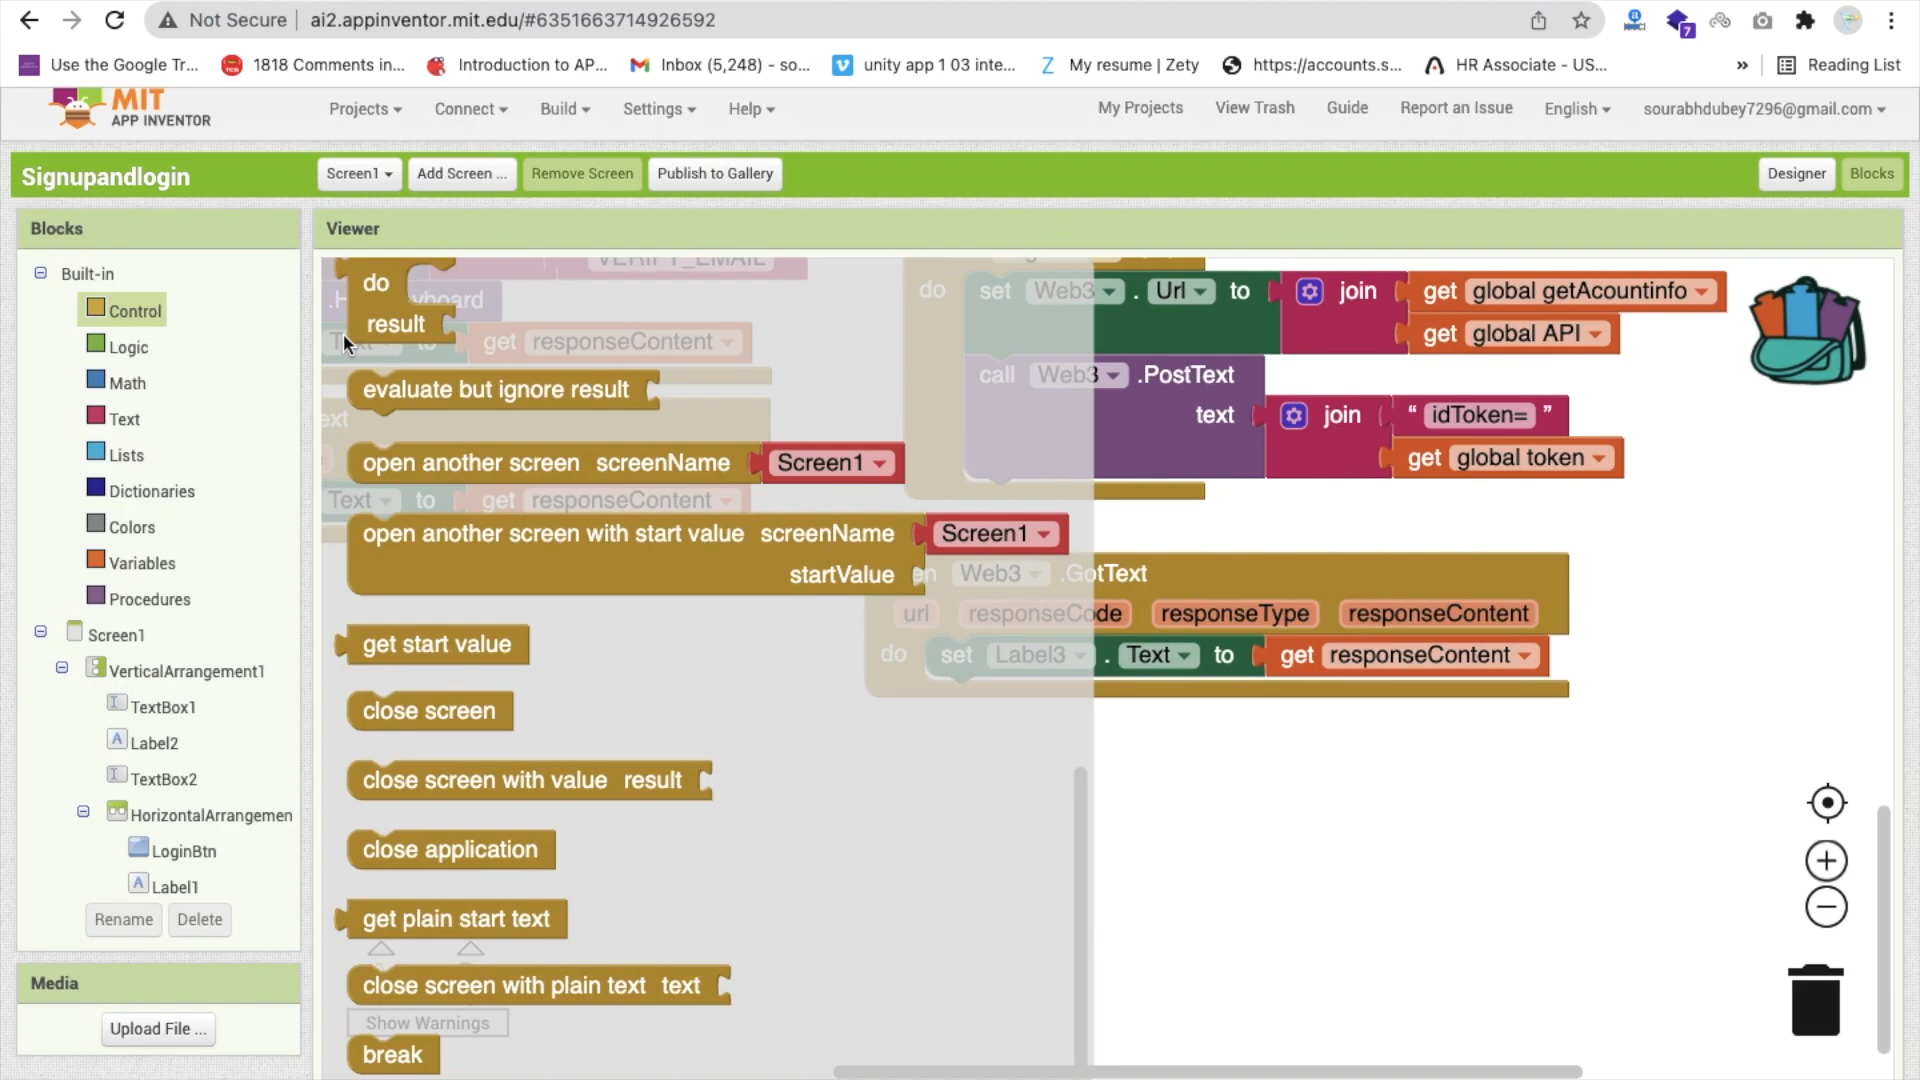 Not Secure | ai2.appinventor.mit.edu/#6351663714926592
7
Use the Google Tr... 1818 Comments in... Introduction to AP... Inbox (5,248) - so... unity app 1 03 inte... My resume | Zety https://accounts.s... HR Associate - US... » Reading List
MIT
APP INVENTOR
Projects Connect Build Settings Help My Projects View Trash Guide Report an Issue English sourabhdubey7296@gmail.com
Signupandlogin Screen1 Add Screen ... Remove Screen Publish to Gallery Designer Blocks
Blocks
Viewer
Built-in
Control
Logic
Math
Text
Lists
Dictionaries
Colors
Variables
Procedures
Screen1
VerticalArrangement1
TextBox1
Label2
TextBox2
HorizontalArrangemen
LoginBtn
Label1
Rename Delete
Media
Upload File ...
VERIFY_EMAIL
do
result
get responseContent
evaluate but ignore result
open another screen screenName Screen1
Text to get responseContent
open another screen with start value screenName Screen1
startValue
get start value
close screen
close screen with value result
close application
get plain start text
close screen with plain text text
Show Warnings
break
do set Web3 . Url to join get global getAcountinfo
get global API
call Web3 .PostText
text join “ idToken= ”
get global token
Web3 .GotText
url responseCode responseType responseContent
do set Label3 . Text to get responseContent